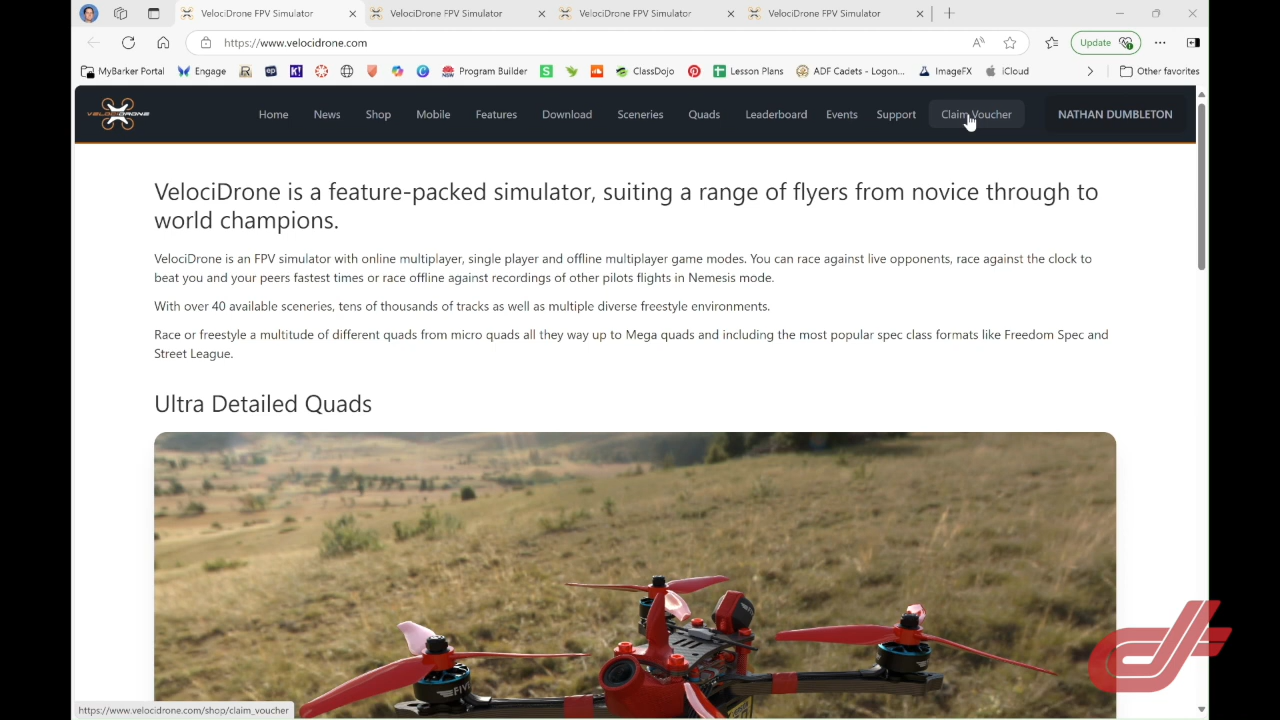 VelociDrone FPV Simulator
VelociDrone FPV Simulator
VelociDrone FPV Simulator
VelociDrone FPV Simulator
https://www.velocidrone.com
Update
MyBarker Portal
Engage
Program Builder
ClassDojo
Lesson Plans
ADF Cadets - Logon...
ImageFX
iCloud
Other favorites
VELOCIDRONE
Home
News
Shop
Mobile
Features
Download
Sceneries
Quads
Leaderboard
Events
Support
Claim Voucher
NATHAN DUMBLETON
VelociDrone is a feature-packed simulator, suiting a range of flyers from novice through to
world champions.
VelociDrone is an FPV simulator with online multiplayer, single player and offline multiplayer game modes. You can race against live opponents, race against the clock to
beat you and your peers fastest times or race offline against recordings of other pilots flights in Nemesis mode.
With over 40 available sceneries, tens of thousands of tracks as well as multiple diverse freestyle environments.
Race or freestyle a multitude of different quads from micro quads all they way up to Mega quads and including the most popular spec class formats like Freedom Spec and
Street League.
Ultra Detailed Quads
https://www.velocidrone.com/shop/claim_voucher